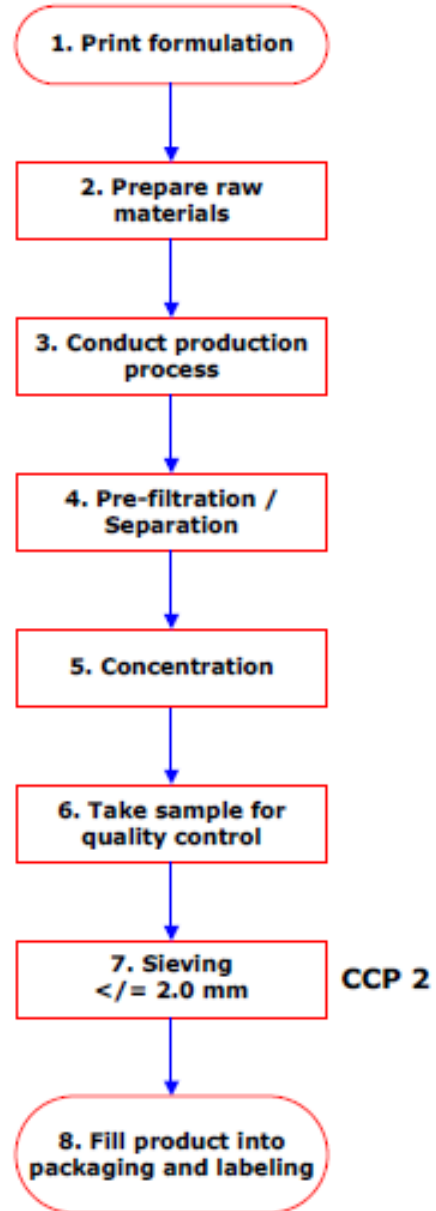 1. Print formulation
2. Prepare raw
materials
3. Conduct production
process
4. Pre-filtration /
Separation
5. Concentration
6. Take sample for
quality control
7. Sieving
</= 2.0 mm
CCP 2
8. Fill product into
packaging and labeling